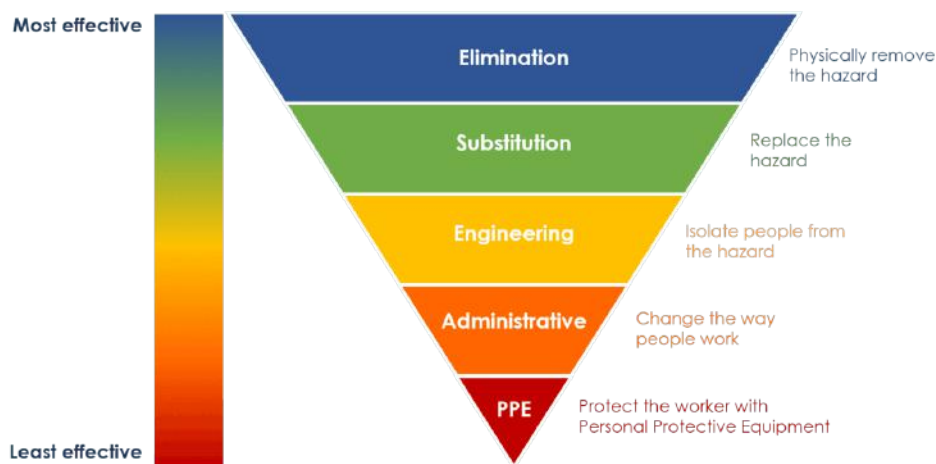 Most effective
Elimination
Physically remove
the hazard
Substitution
Replace the
hazard
Engineering
Isolate people from
the hazard
Administrative
Change the way
people work
PPE
Protect the worker with
Personal Protective Equipment
Least effective